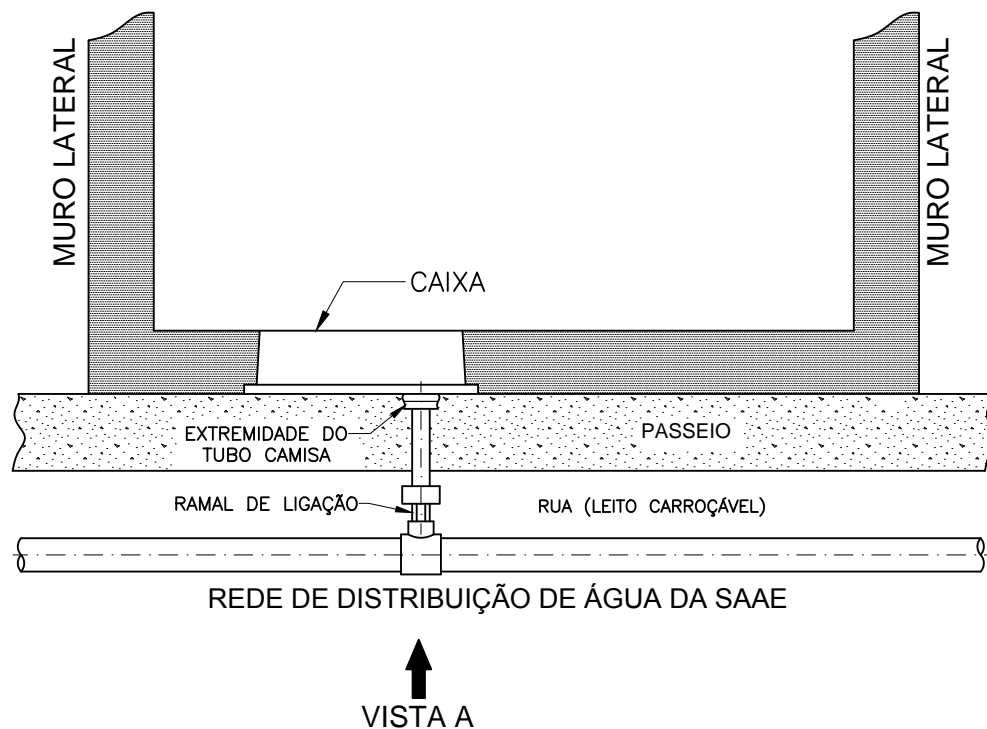 MURO LATERAL
MURO LATERAL
CAIXA
EXTREMIDADE DO
TUBO CAMISA
PASSEIO
RAMAL DE LIGAÇÃO
RUA (LEITO CARROÇÁVEL)
REDE DE DISTRIBUIÇÃO DE ÁGUA DA SAAE
VISTA A